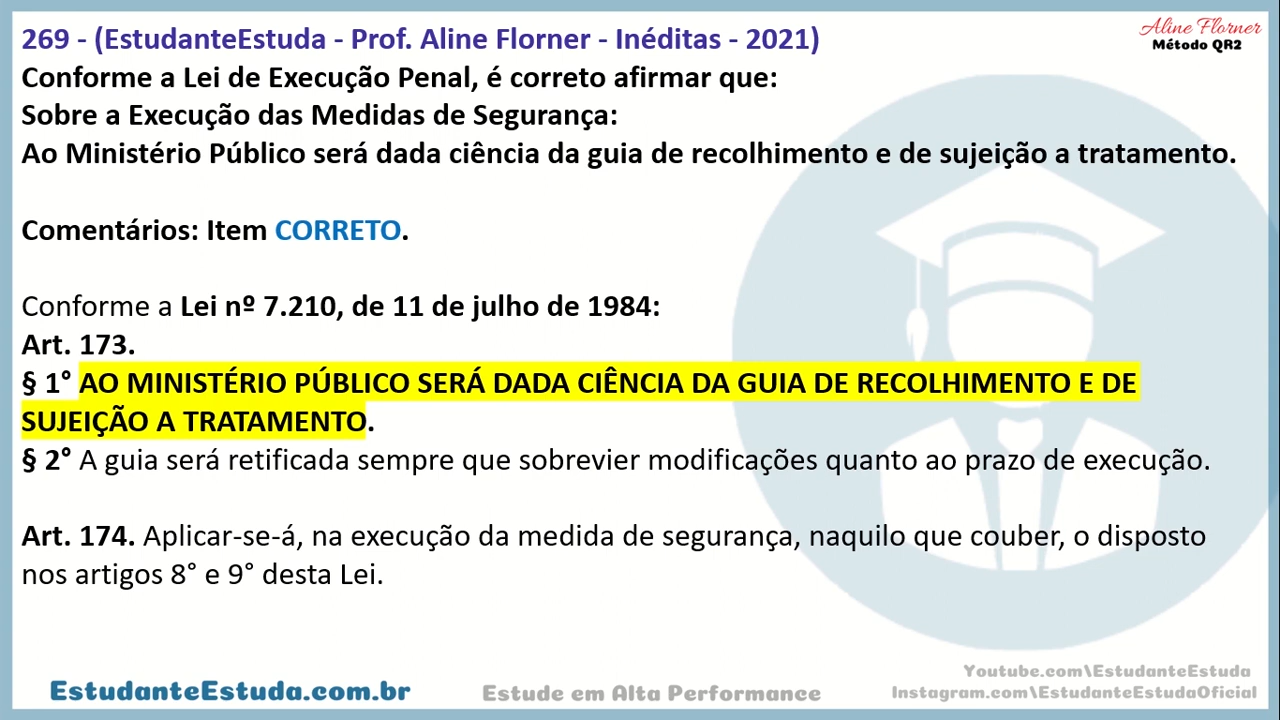 269 - (EstudanteEstuda - Prof. Aline Florner - Inéditas - 2021)
Aline Florner
Método QR2
Conforme a Lei de Execução Penal, é correto afirmar que:
Sobre a Execução das Medidas de Segurança:
Ao Ministério Público será dada ciência da guia de recolhimento e de sujeição a tratamento.
Comentários: Item CORRETO.
Conforme a Lei nº 7.210, de 11 de julho de 1984:
Art. 173.
§ 1° AO MINISTÉRIO PÚBLICO SERÁ DADA CIÊNCIA DA GUIA DE RECOLHIMENTO E DE
SUJEIÇÃO A TRATAMENTO.
§ 2° A guia será retificada sempre que sobrevier modificações quanto ao prazo de execução.
Art. 174. Aplicar-se-á, na execução da medida de segurança, naquilo que couber, o disposto
nos artigos 8° e 9° desta Lei.
EstudanteEstuda.com.br
Estude em Alta Performance
Youtube.com\EstudanteEstuda
Instagram.com\EstudanteEstudaOficial